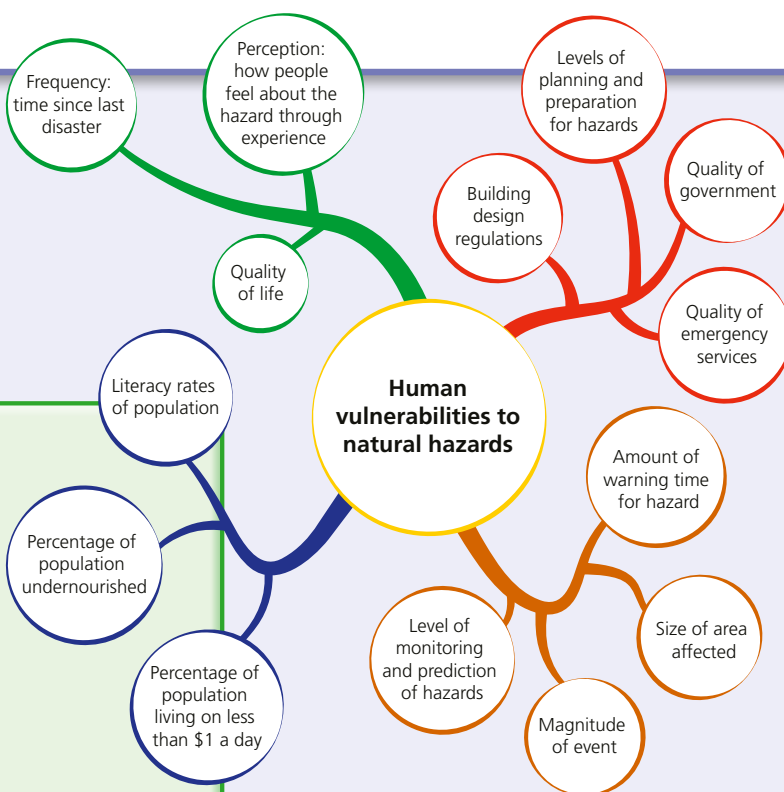 Frequency:
time since last
disaster
Perception:
how people
feel about the
hazard through
experience
Quality
of life
Levels of
planning and
preparation
for hazards
Building
design
regulations
Quality of
government
Quality of
emergency
services
Human
vulnerabilities to
natural hazards
Literacy rates
of population
Percentage of
population
undernourished
Percentage of
population
living on less
than $1 a day
Amount of
warning time
for hazard
Size of area
affected
Level of
monitoring
and prediction
of hazards
Magnitude
of event